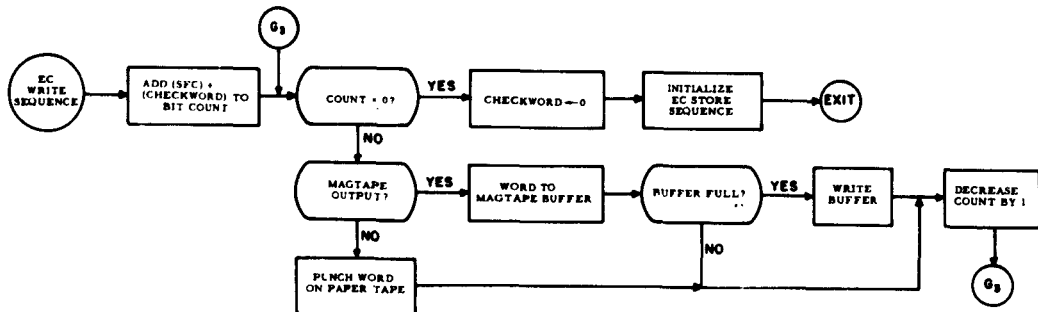 G3
EC
WRITE
SEQUENCE
ADD (SFC) +
(CHECKWORD) TO
BIT COUNT
COUNT = 0?
YES
CHECKWORD←0
INITIALIZE
EC STORE
SEQUENCE
EXIT
NO
MAGTAPE
OUTPUT?
YES
WORD TO
MAGTAPE BUFFER
BUFFER FULL?
YES
WRITE
BUFFER
DECREASE
COUNT BY 1
NO
NO
PUNCH WORD
ON PAPER TAPE
G3